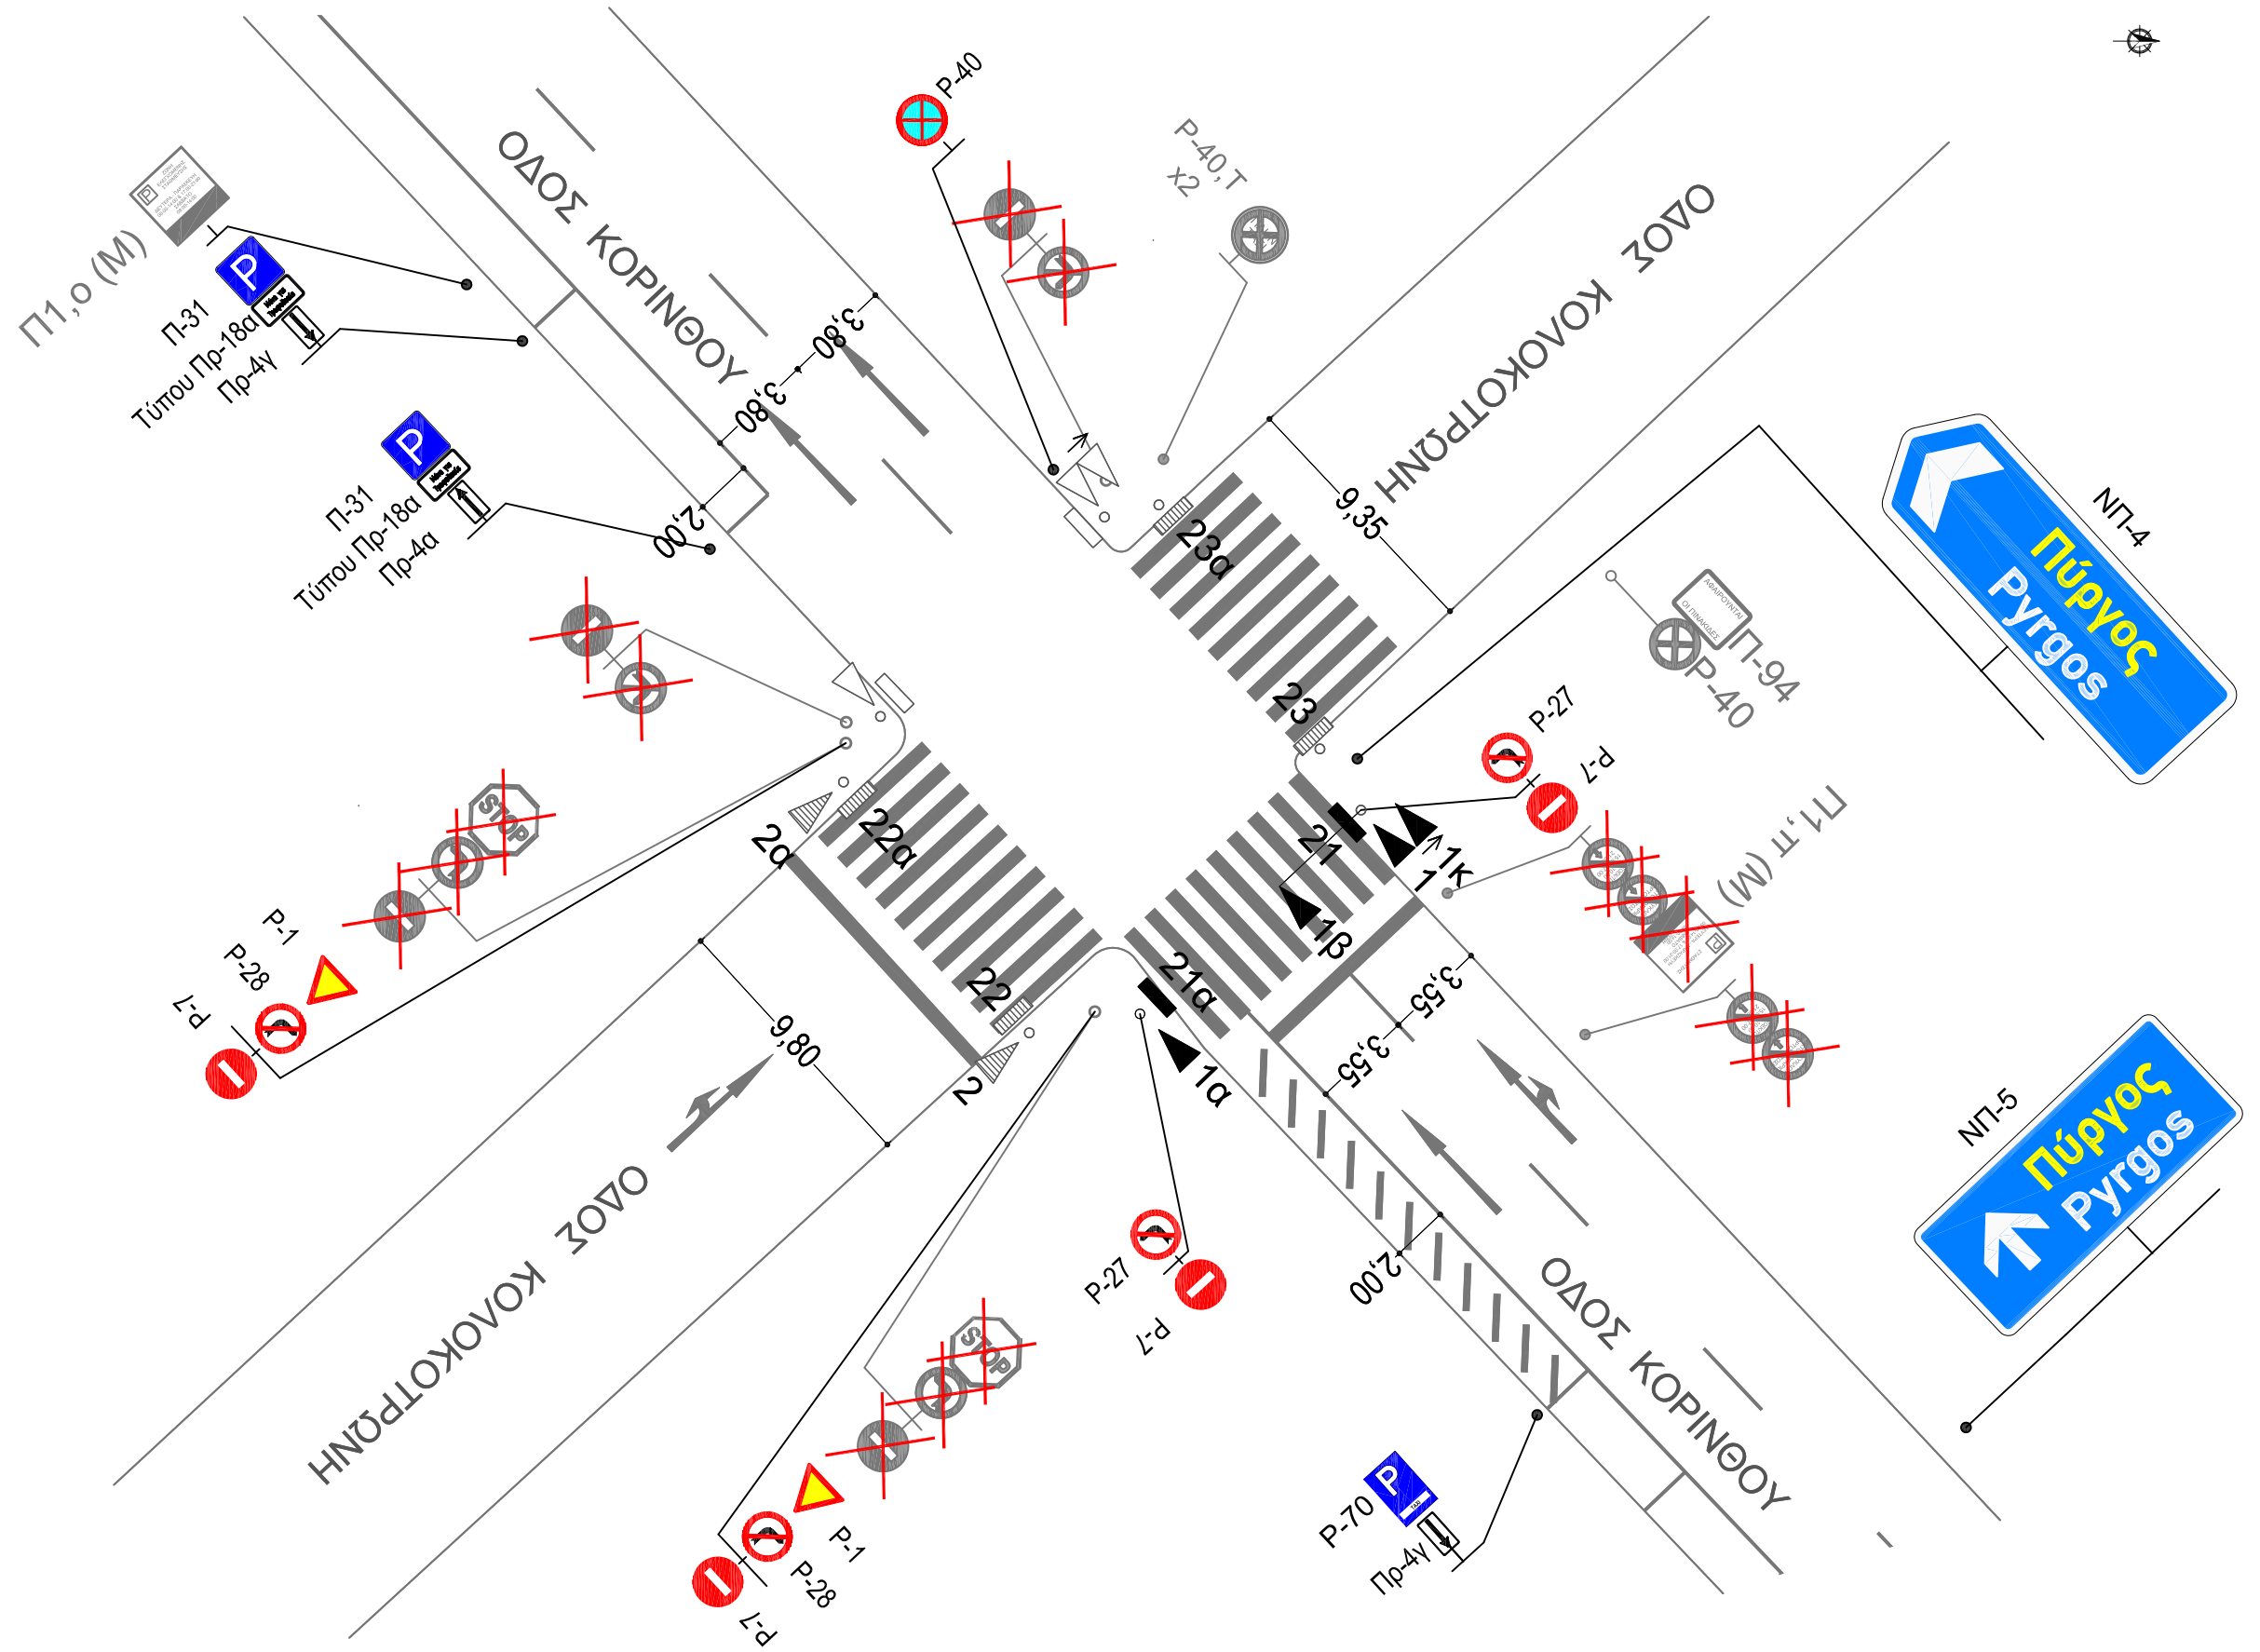 Ρ-40
Ρ-40,Τ
x2
ΟΔΟΣ ΚΟΡΙΝΘΟΥ
ΟΔΟΣ ΚΟΛΟΚΟΤΡΩΝΗ
Π1,ο (Μ)
P
P
Π-31
Τύπου Πρ-18α
Πρ-4γ
P
Π-31
Τύπου Πρ-18α
Πρ-4α
3,80
3,80
2,00
9,35
23α
23
ΝΠ-4
Πύργος
Pyrgos
ΑΦΑΙΡΟΥΝΤΑΙ
ΟΙ ΠΙΝΑΚΙΔΕΣ
Π-94
Ρ-40
Ρ-27
Ρ-7
Π1,π (Μ)
P
STOP
Ρ-1
Ρ-28
Ρ-7
2α
22α
22
2
21
21α
1
1κ
1β
1α
9,80
3,55
3,55
2,00
ΝΠ-5
Πύργος
Pyrgos
ΟΔΟΣ ΚΟΛΟΚΟΤΡΩΝΗ
Ρ-27
Ρ-7
STOP
Ρ-1
Ρ-28
Ρ-7
P
TAXI
Ρ-70
Πρ-4γ
ΟΔΟΣ ΚΟΡΙΝΘΟΥ